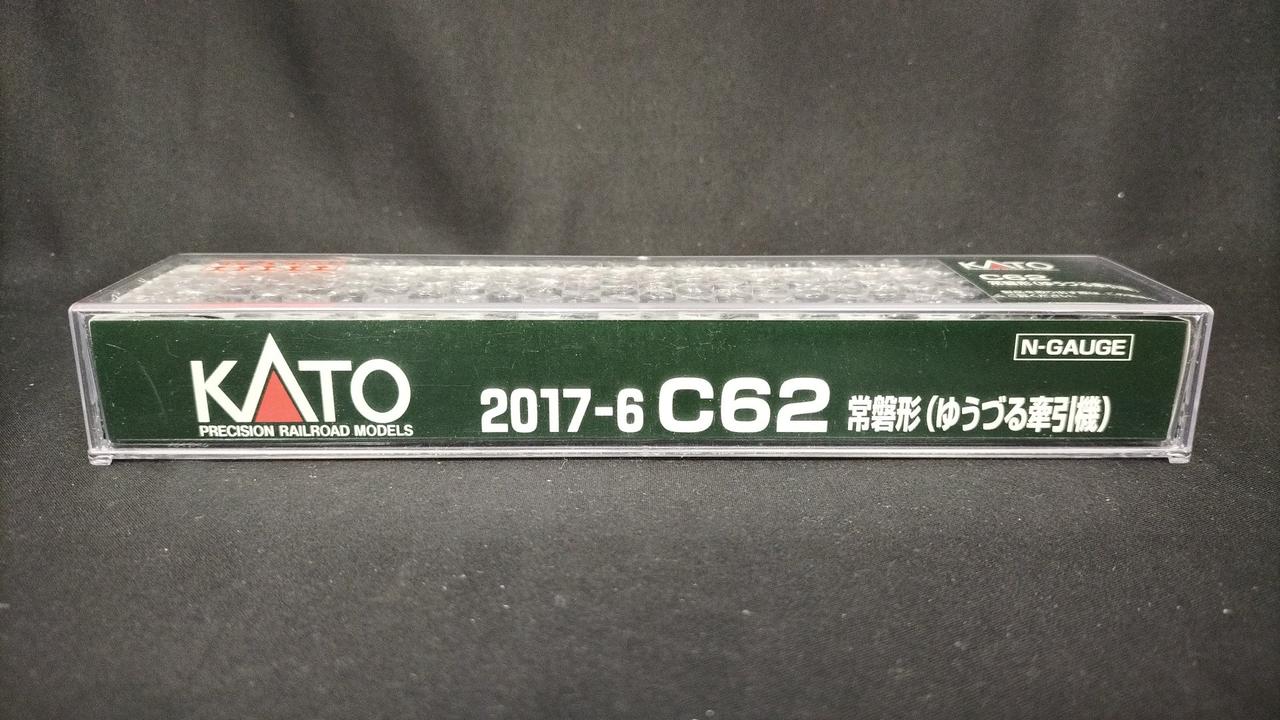 KATO
C62
N-GAUGE
KATO
PRECISION RAILROAD MODELS
2017-6 C62 常磐形(ゆうづる牽引機)